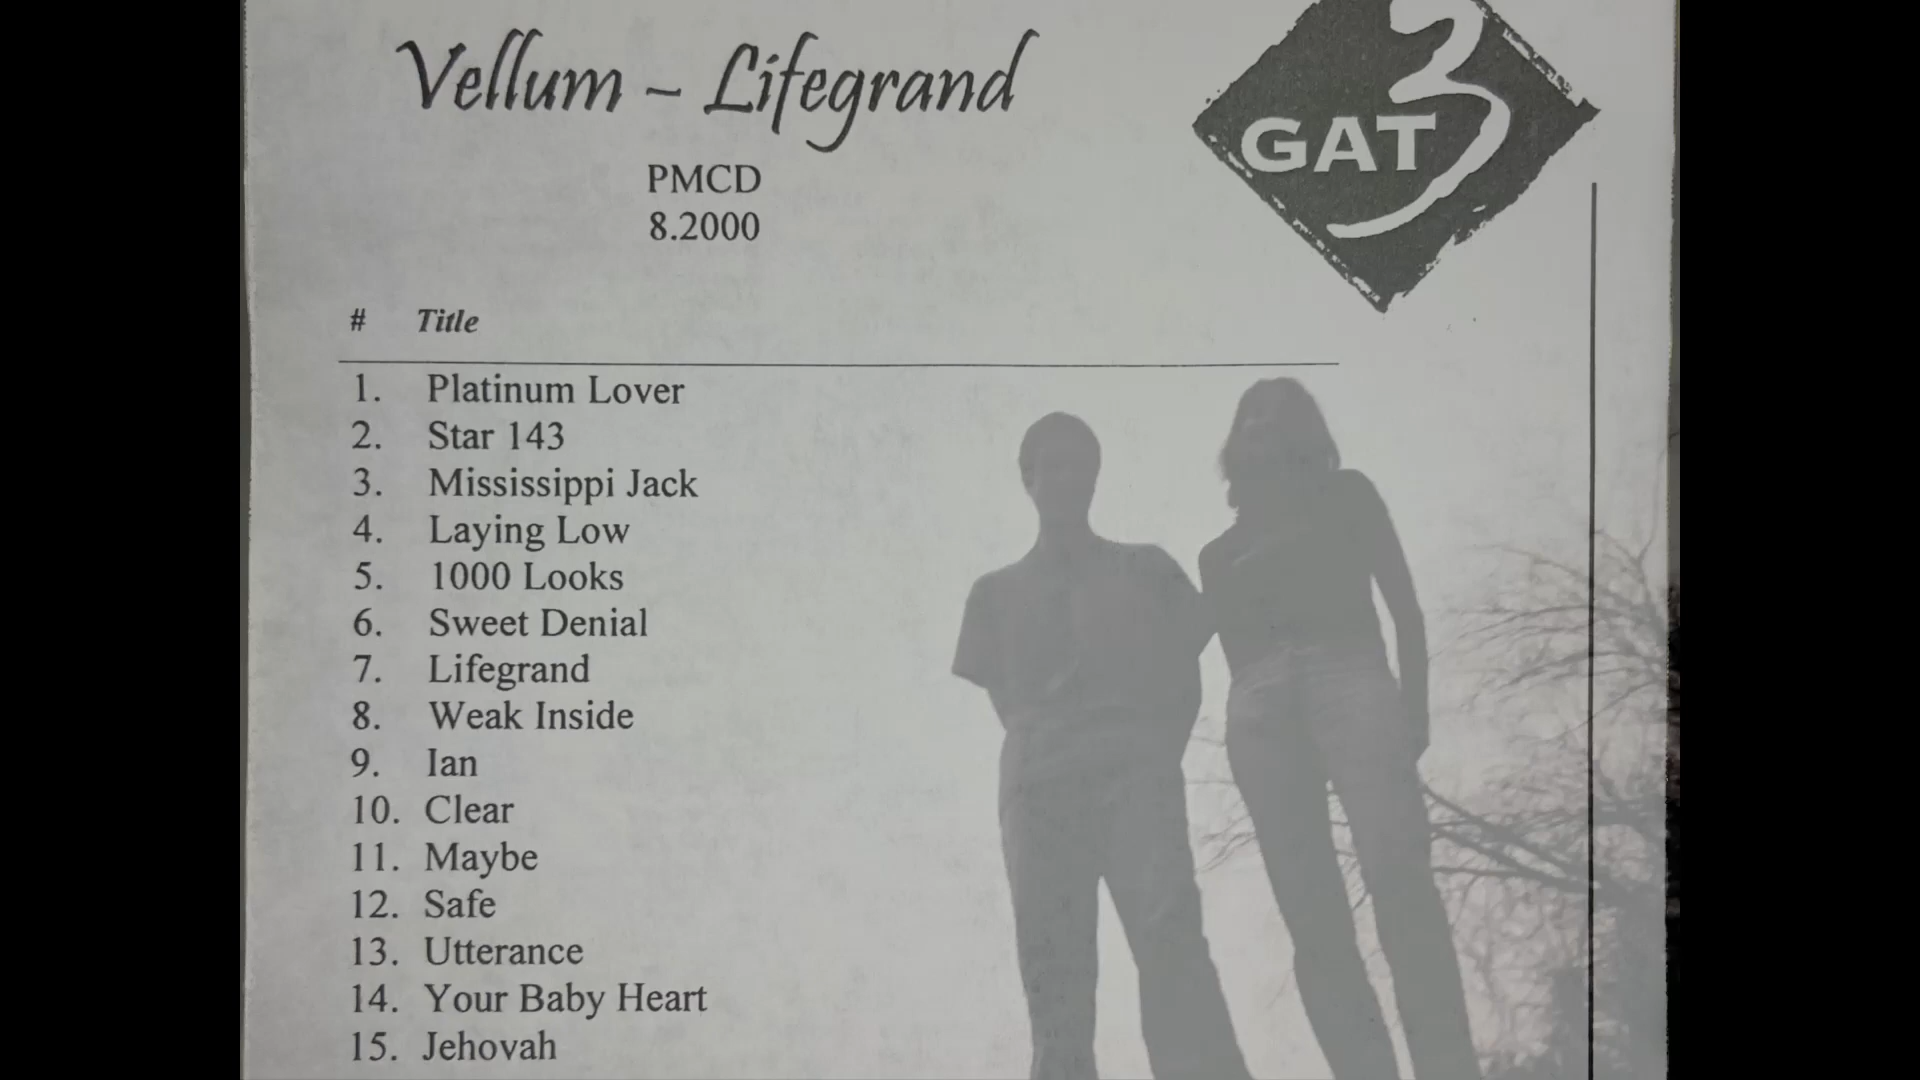 Vellum – Lifegrand
3
GAT
PMCD
8.2000
# Title
1. Platinum Lover
2. Star 143
3. Mississippi Jack
4. Laying Low
5. 1000 Looks
6. Sweet Denial
7. Lifegrand
8. Weak Inside
9. Ian
10. Clear
11. Maybe
12. Safe
13. Utterance
14. Your Baby Heart
15. Jehovah